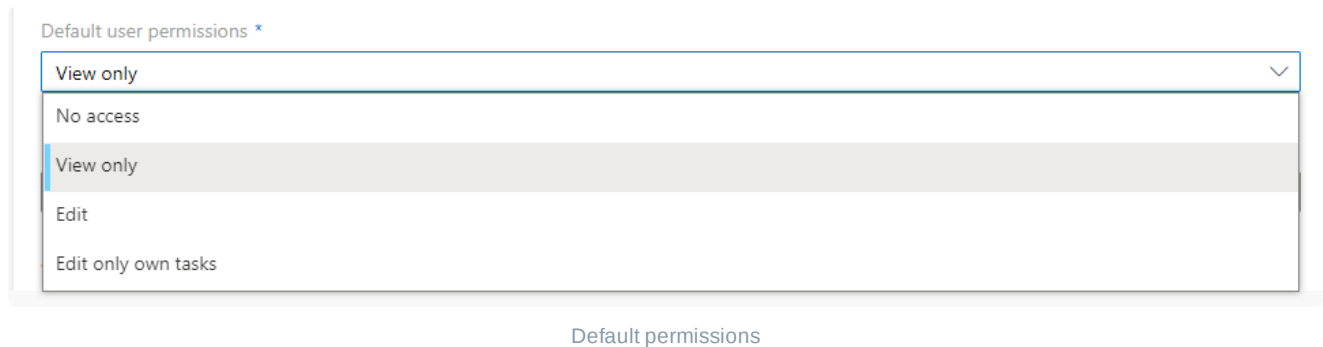 Default user permissions *
View only
No access
View only
Edit
Edit only own tasks
Default permissions